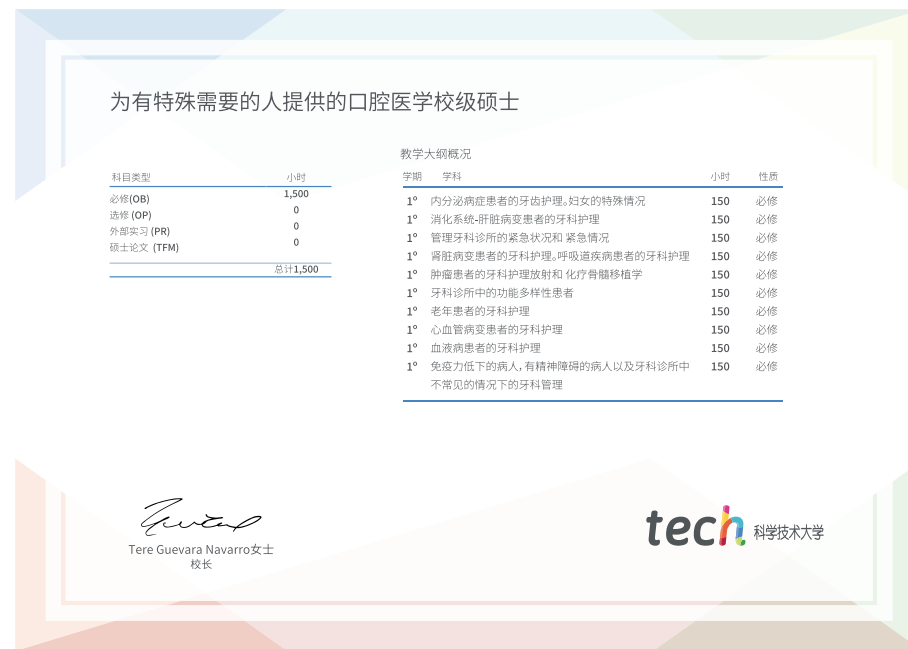 为有特殊需要的人提供的口腔医学校级硕士
科目类型 小时
必修(OB) 1,500
选修 (OP) 0
外部实习 (PR) 0
硕士论文 (TFM) 0
总计1,500
教学大纲概况
学期 学科 小时 性质
1º 内分泌病症患者的牙齿护理。妇女的特殊情况 150 必修
1º 消化系统-肝脏病变患者的牙科护理 150 必修
1º 管理牙科诊所的紧急状况和 紧急情况 150 必修
1º 肾脏病变患者的牙科护理。呼吸道疾病患者的牙科护理 150 必修
1º 肿瘤患者的牙科护理放射和 化疗骨髓移植学 150 必修
1º 牙科诊所中的功能多样性患者 150 必修
1º 老年患者的牙科护理 150 必修
1º 心血管病变患者的牙科护理 150 必修
1º 血液病患者的牙科护理 150 必修
1º 免疫力低下的病人，有精神障碍的病人以及牙科诊所中 150 必修
不常见的情况下的牙科管理
Tere Guevara Navarro女士
校长
tech 科学技术大学